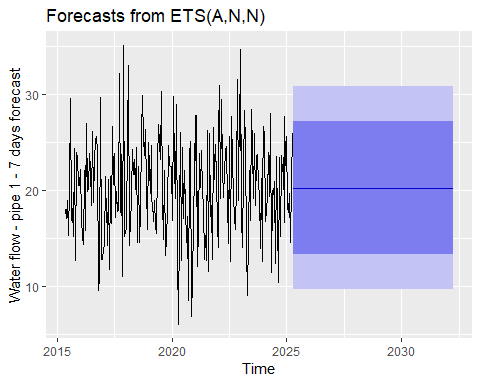 Forecasts from ETS(A,N,N)
Water flow - pipe 1 - 7 days forecast
30
20
10
2015 2020 2025 2030
Time